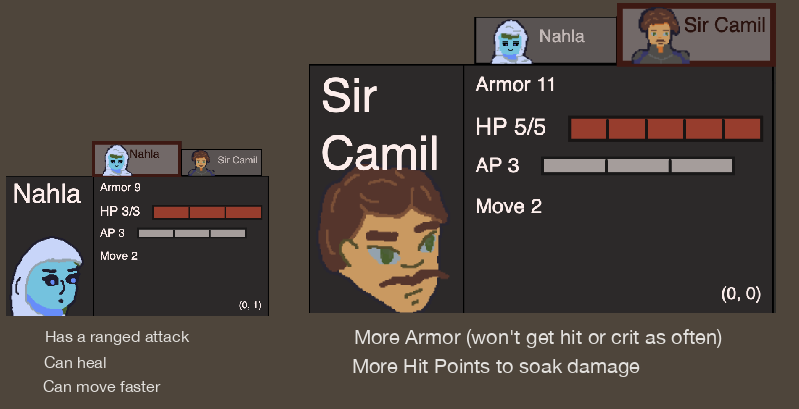 Nahla
Sir Camil
Nahla
Armor 9
HP 3/3
AP 3
Move 2
(0, 1)
Has a ranged attack
Can heal
Can move faster
Nahla
Sir Camil
Sir
Camil
Armor 11
HP 5/5
AP 3
Move 2
(0, 0)
More Armor (won't get hit or crit as often)
More Hit Points to soak damage